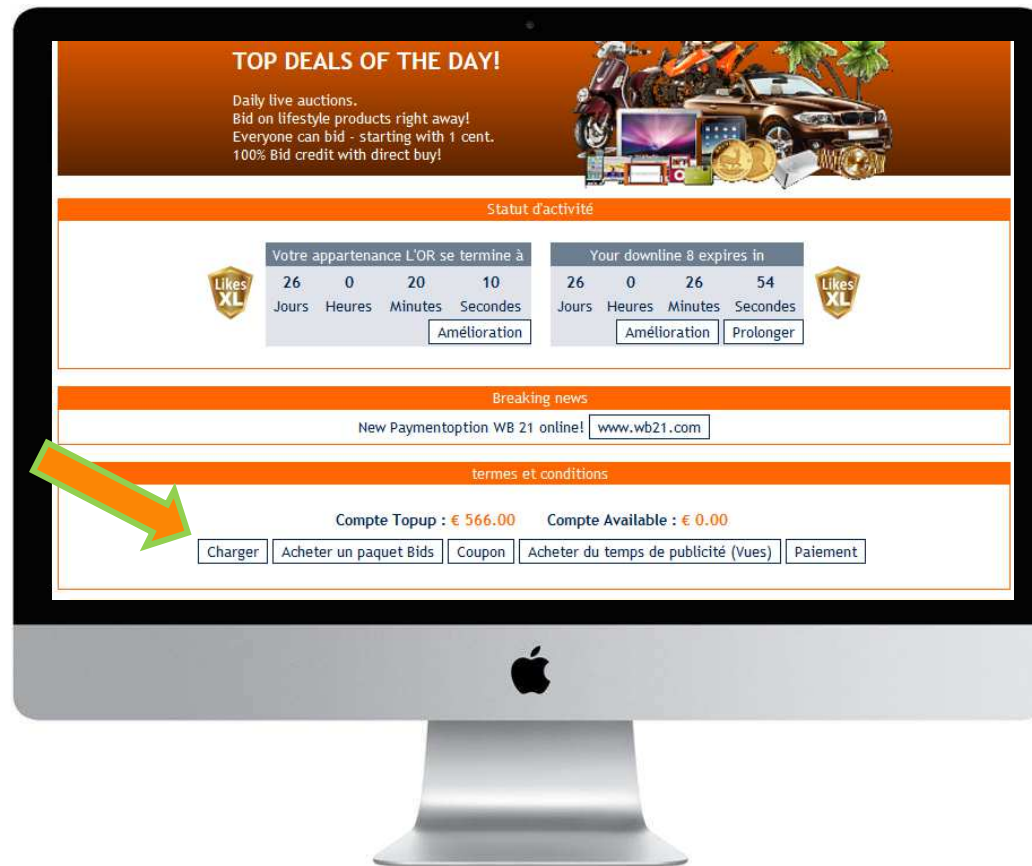 TOP DEALS OF THE DAY!
Daily live auctions.
Bid on lifestyle products right away!
Everyone can bid - starting with 1 cent.
100% Bid credit with direct buy!
Statut d'activité
Votre appartenance L'OR se termine à
26 0 20 10
Jours Heures Minutes Secondes
Amélioration
Likes
XL
Your downline 8 expires in
26 0 26 54
Jours Heures Minutes Secondes
Amélioration Prolonger
Likes
XL
Breaking news
New Paymentoption WB 21 online! www.wb21.com
termes et conditions
Compte Topup : € 566.00 Compte Available : € 0.00
Charger Acheter un paquet Bids Coupon Acheter du temps de publicité (Vues) Paiement